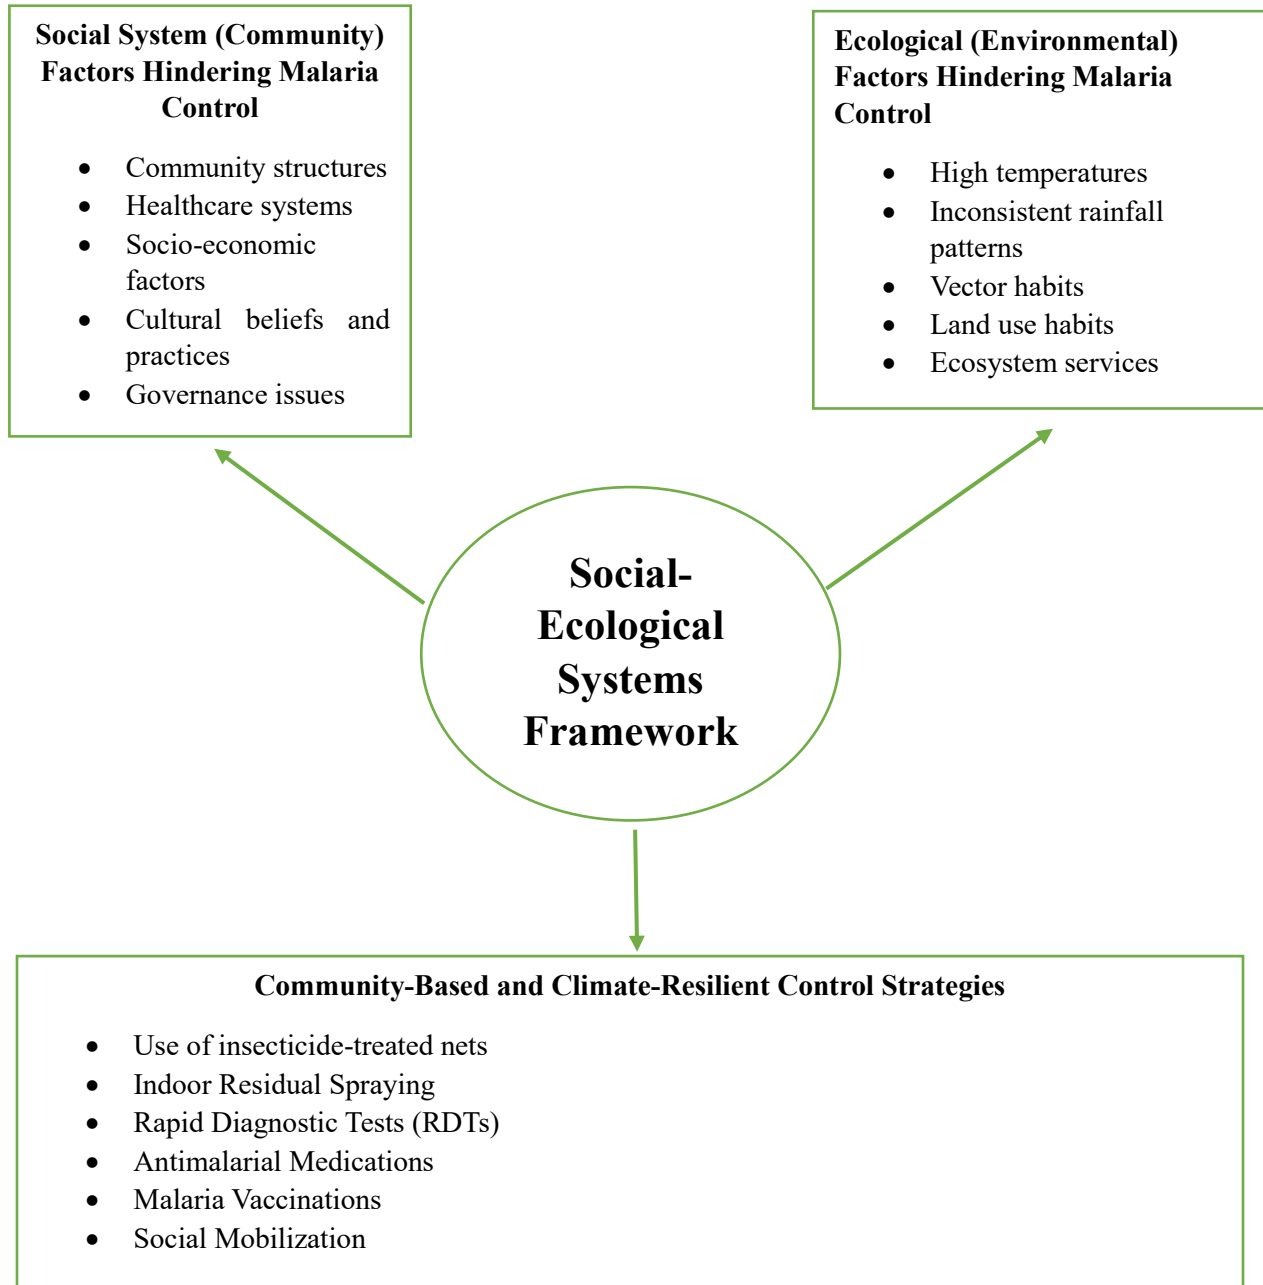 Social System (Community)
Factors Hindering Malaria
Control
• Community structures
• Healthcare systems
• Socio-economic
factors
• Cultural beliefs and
practices
• Governance issues
Ecological (Environmental)
Factors Hindering Malaria
Control
• High temperatures
• Inconsistent rainfall
patterns
• Vector habits
• Land use habits
• Ecosystem services
Social-
Ecological
Systems
Framework
Community-Based and Climate-Resilient Control Strategies
• Use of insecticide-treated nets
• Indoor Residual Spraying
• Rapid Diagnostic Tests (RDTs)
• Antimalarial Medications
• Malaria Vaccinations
• Social Mobilization